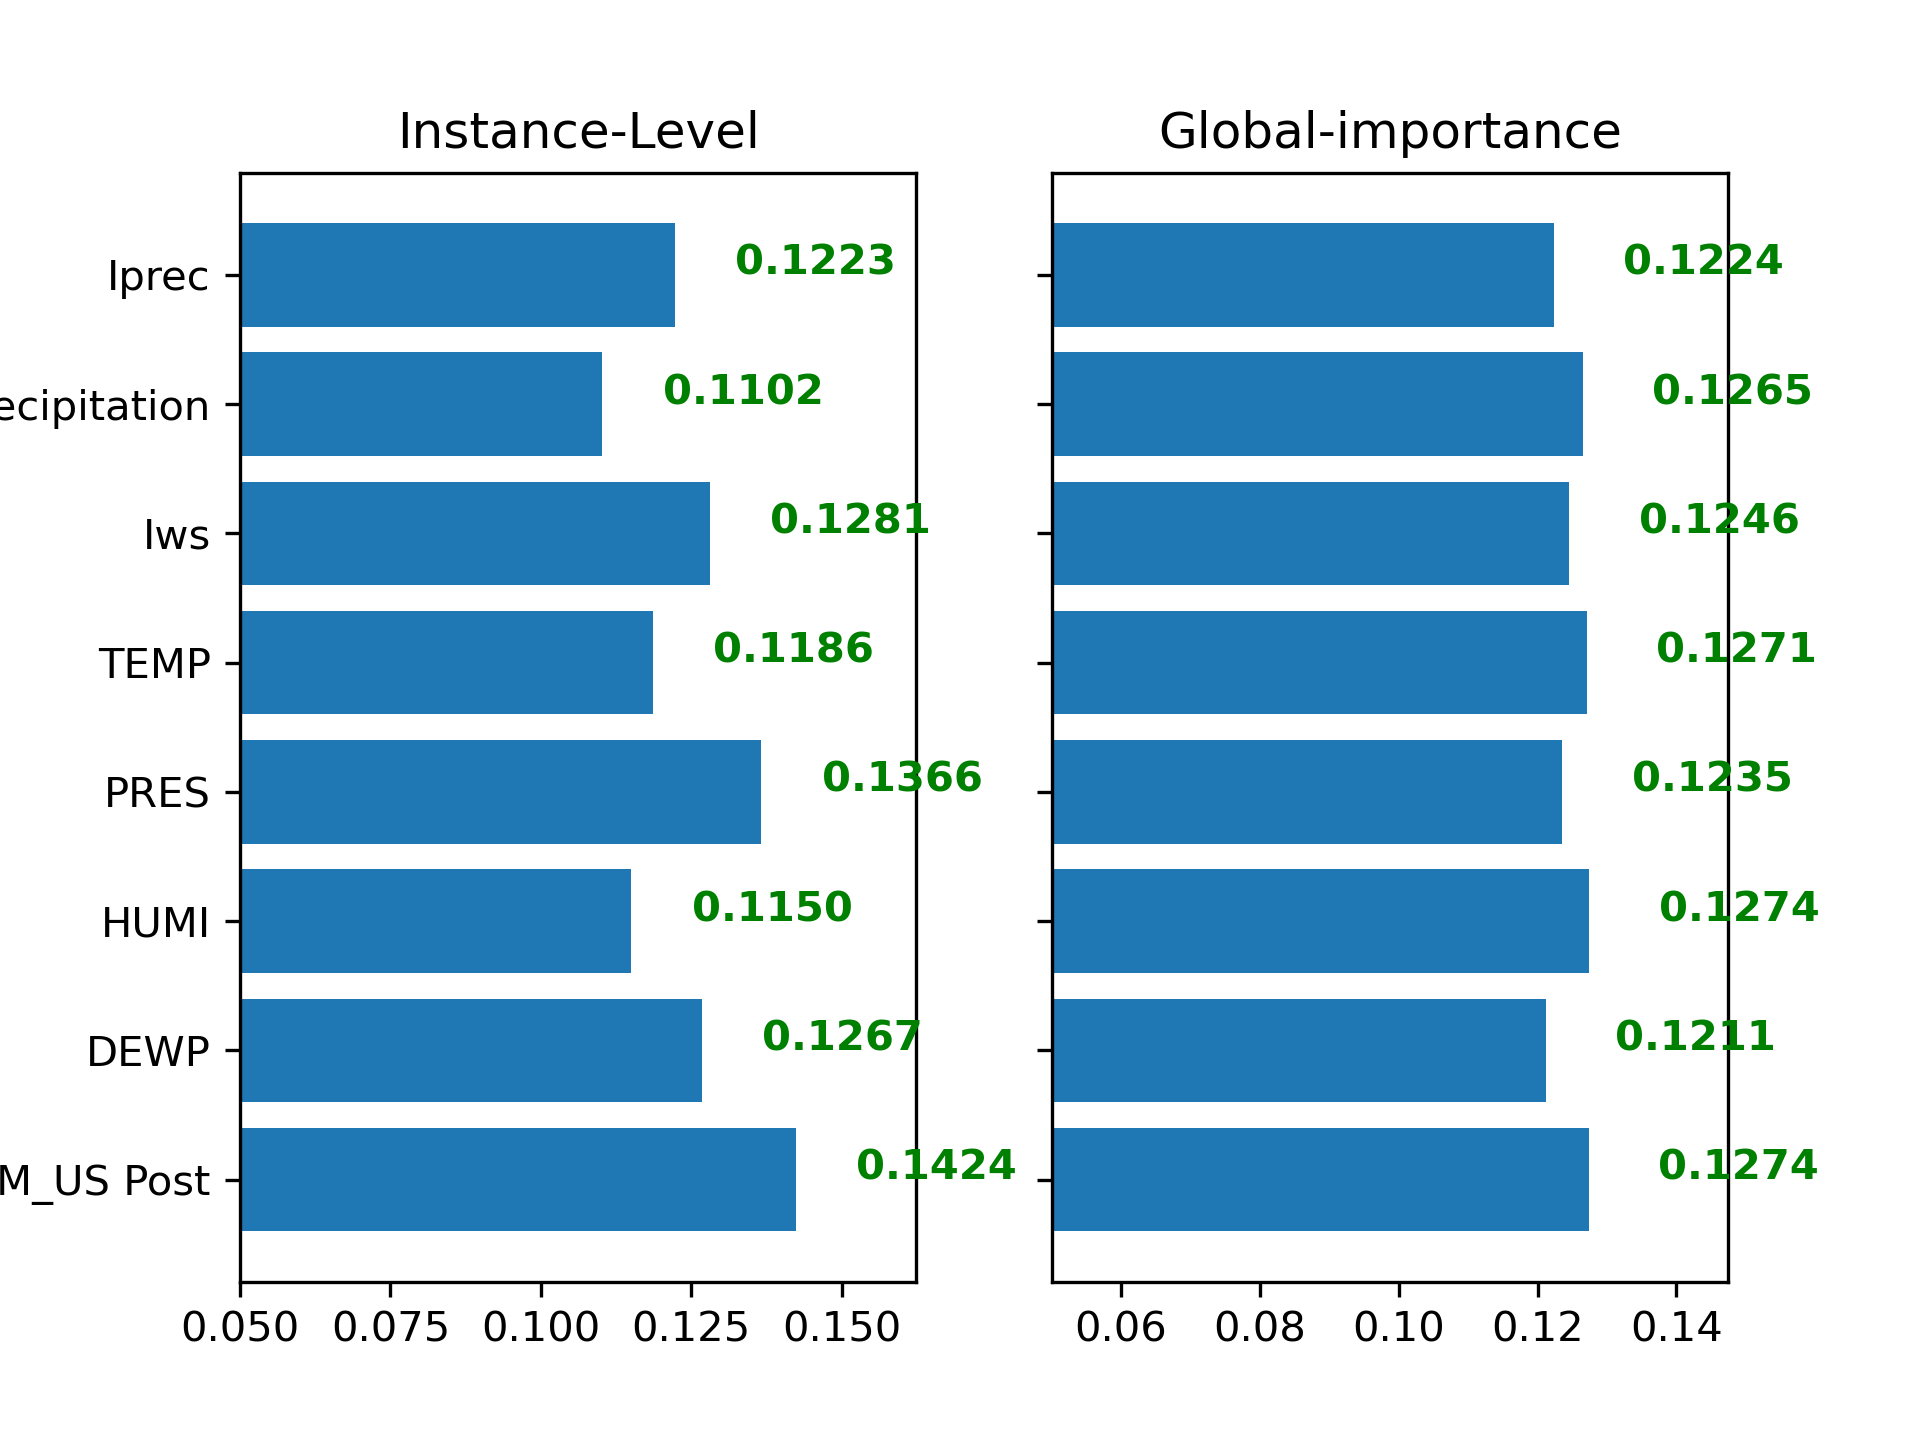 Instance-Level
Global-importance
Iprec
0.1223
0.1224
ecipitation
0.1102
0.1265
Iws
0.1281
0.1246
TEMP
0.1186
0.1271
PRES
0.1366
0.1235
HUMI
0.1150
0.1274
DEWP
0.1267
0.1211
M_US Post
0.1424
0.1274
0.050 0.075 0.100 0.125 0.150
0.06 0.08 0.10 0.12 0.14